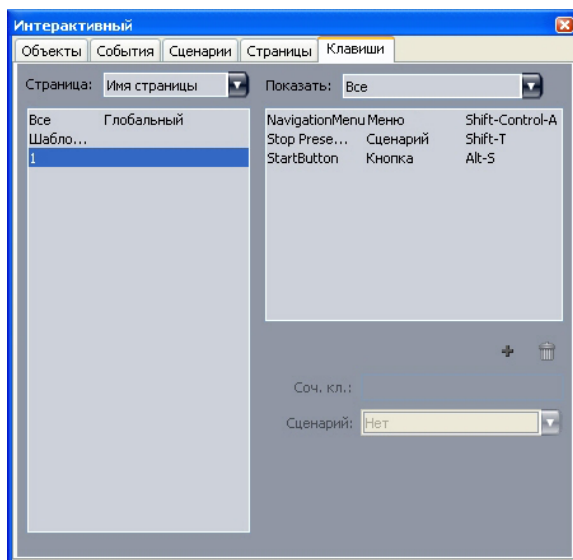 Интерактивный
Объекты События Сценарии Страницы Клавиши
Страница: Имя страницы Показать: Все
Все Глобальный
Шабло...
1
NavigationMenu Меню Shift-Control-A
Stop Prese... Сценарий Shift-T
StartButton Кнопка Alt-S
Соч. кл.:
Сценарий: Нет